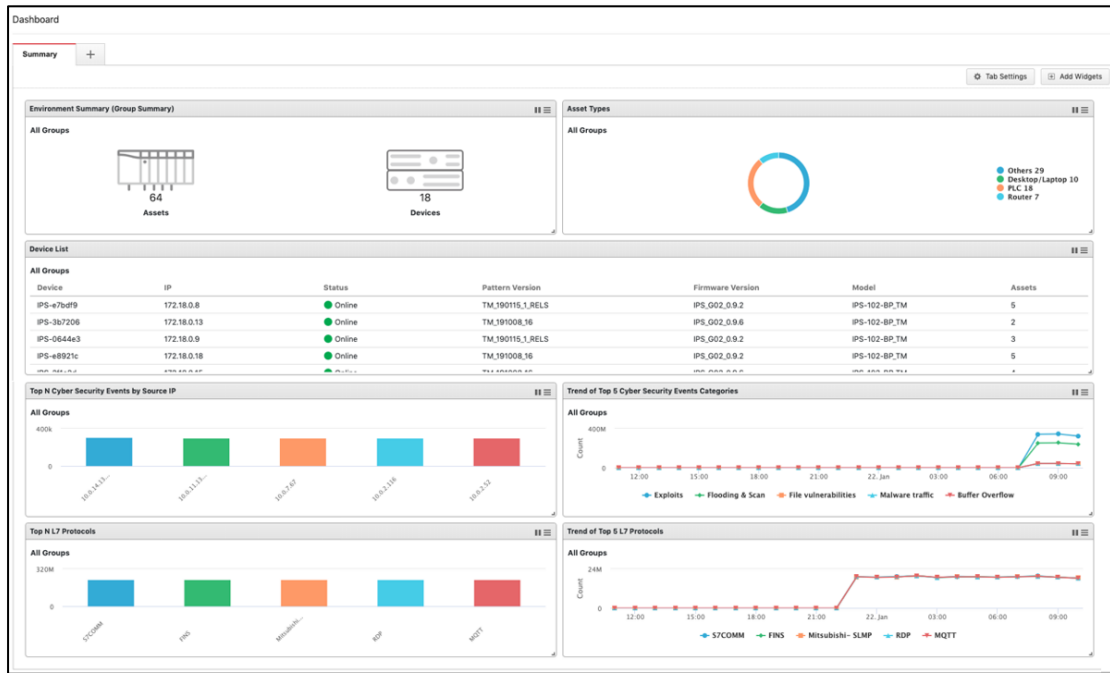 Dashboard
Summary +
Tab Settings Add Widgets
Environment Summary (Group Summary)
All Groups
64
Assets
18
Devices
Asset Types
All Groups
Others 29
Desktop/Laptop 10
PLC 18
Router 7
Device List
All Groups
Device IP Status Pattern Version Firmware Version Model Assets
IPS-e7bdf9 172.18.0.8 Online TM_190115_1_RELS IPS_G02_0.9.2 IPS-102-BP_TM 5
IPS-3b7206 172.18.0.13 Online TM_191008_16 IPS_G02_0.9.6 IPS-102-BP_TM 2
IPS-0644e3 172.18.0.9 Online TM_190115_1_RELS IPS_G02_0.9.2 IPS-102-BP_TM 3
IPS-e8921c 172.18.0.18 Online TM_191008_16 IPS_G02_0.9.2 IPS-102-BP_TM 5
Top N Cyber Security Events by Source IP
All Groups
400k
0
10.0.14.13...
10.0.11.13...
10.0.7.67
10.0.2.116
10.0.2.52
Trend of Top 5 Cyber Security Events Categories
All Groups
400M
Count
0
12:00 15:00 18:00 21:00 22. Jan 03:00 06:00 09:00
Exploits Flooding & Scan File vulnerabilities Malware traffic Buffer Overflow
Top N L7 Protocols
All Groups
320M
0
S7COMM
FINS
Mitsubishi-...
RDP
MQTT
Trend of Top 5 L7 Protocols
All Groups
24M
Count
0
12:00 15:00 18:00 21:00 22. Jan 03:00 06:00 09:00
S7COMM FINS Mitsubishi- SLMP RDP MQTT